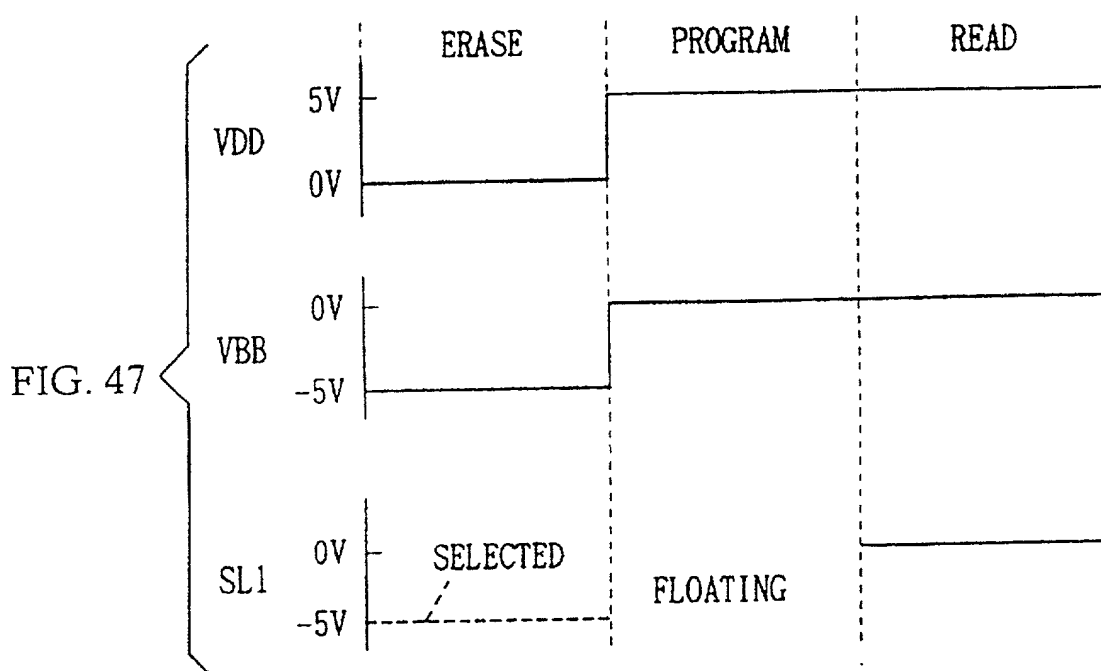 ERASE PROGRAM READ
5V
VDD
0V
0V
VBB
FIG. 47
-5V
0V
SELECTED
SL1
FLOATING
-5V